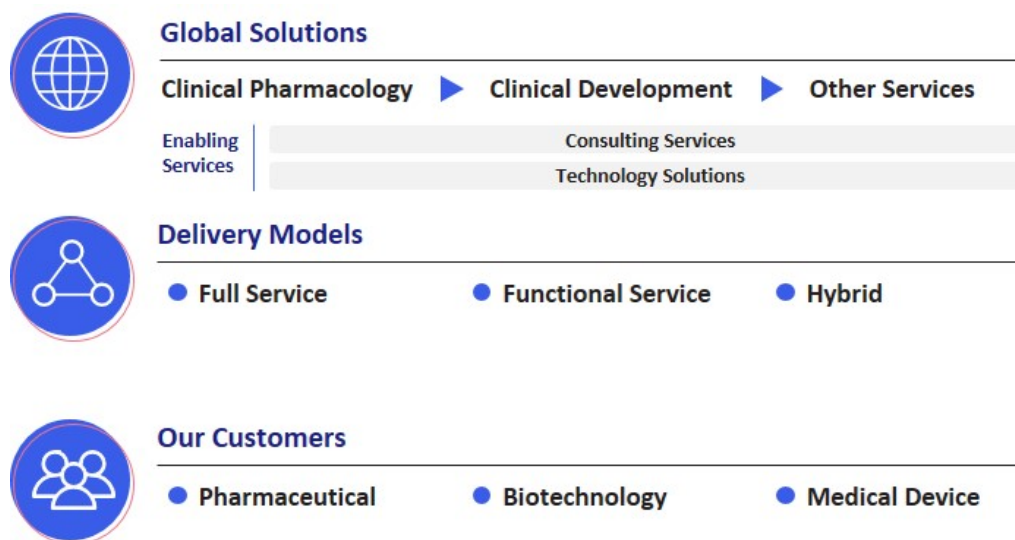 Global Solutions
Clinical Pharmacology Clinical Development Other Services
Enabling
Services
Consulting Services
Technology Solutions
Delivery Models
Full Service Functional Service Hybrid
Our Customers
Pharmaceutical Biotechnology Medical Device